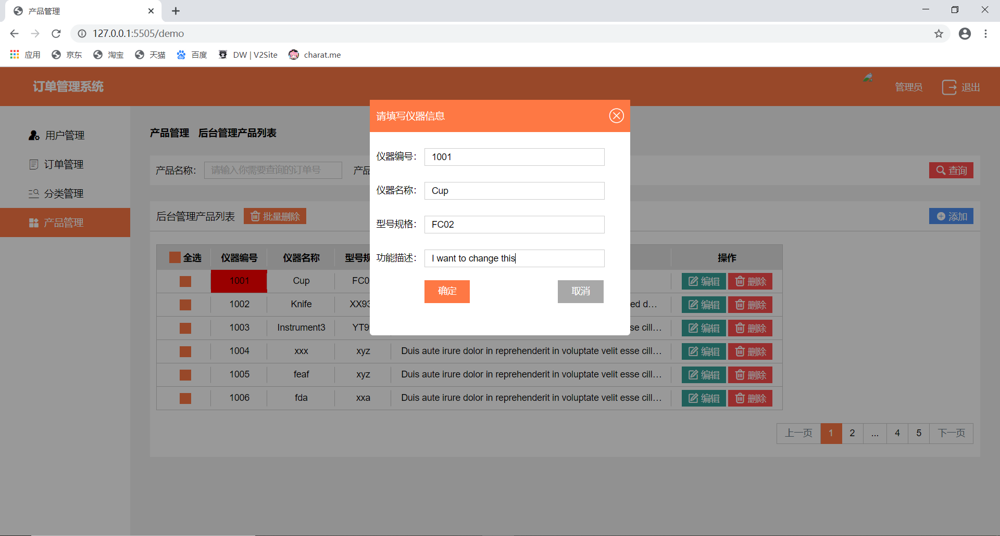 产品管理
127.0.0.1:5505/demo
应用 京东 淘宝 天猫 百度 DW | V2Site charat.me
订单管理系统 管理员 退出
请填写仪器信息
用户管理
订单管理
分类管理
产品管理
产品管理 后台管理产品列表
产品名称： 请输入你需要查询的订单号 产品 查询
仪器编号： 1001
仪器名称： Cup
型号规格： FC02
功能描述： I want to change this
确定 取消
后台管理产品列表 批量删除 添加
全选 仪器编号 仪器名称 型号规 操作
1001 Cup FC0 编辑 删除
1002 Knife XX93 ed d... 编辑 删除
1003 Instrument3 YT9 se cill... 编辑 删除
1004 xxx xyz Duis aute irure dolor in reprehenderit in voluptate velit esse cill... 编辑 删除
1005 feaf xyz Duis aute irure dolor in reprehenderit in voluptate velit esse cill... 编辑 删除
1006 fda xxa Duis aute irure dolor in reprehenderit in voluptate velit esse cill... 编辑 删除
上一页 1 2 ... 4 5 下一页